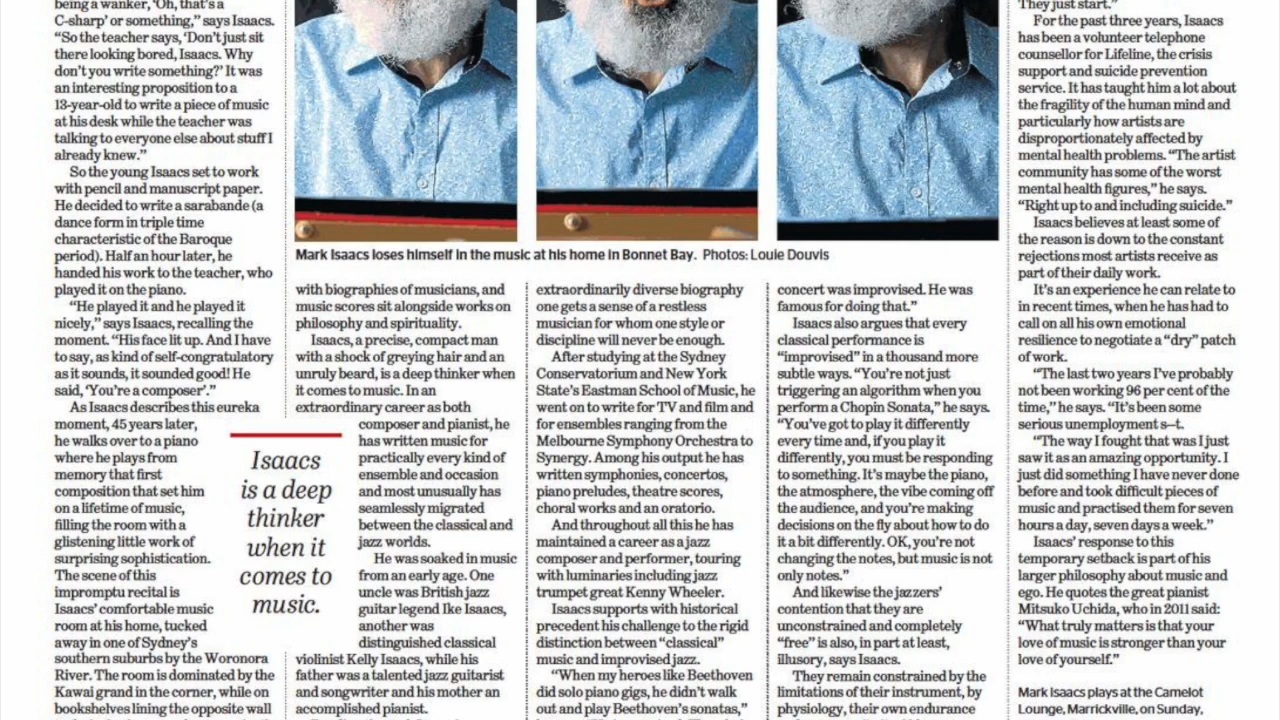 being a wanker, 'Oh, that's a
C-sharp' or something," says Isaacs.
"So the teacher says, 'Don't just sit
there looking bored, Isaacs. Why
don't you write something?' It was
an interesting proposition to a
13-year-old to write a piece of music
at his desk while the teacher was
talking to everyone else about stuff I
already knew."
So the young Isaacs set to work
with pencil and manuscript paper.
He decided to write a sarabande (a
dance form in triple time
characteristic of the Baroque
period). Half an hour later, he
handed his work to the teacher, who
played it on the piano.
"He played it and he played it
nicely," says Isaacs, recalling the
moment. "His face lit up. And I have
to say, as kind of self-congratulatory
as it sounds, it sounded good! He
said, 'You're a composer'."
As Isaacs describes this eureka
moment, 45 years later,
he walks over to a piano
where he plays from
memory that first
composition that set him
on a lifetime of music,
filling the room with a
glistening little work of
surprising sophistication.
The scene of this
impromptu recital is
Isaacs' comfortable music
room at his home, tucked
away in one of Sydney's
southern suburbs by the Woronora
River. The room is dominated by the
Kawai grand in the corner, while on
bookshelves lining the opposite wall
Mark Isaacs loses himself in the music at his home in Bonnet Bay. Photos: Louie Douvis
with biographies of musicians, and
music scores sit alongside works on
philosophy and spirituality.
Isaacs, a precise, compact man
with a shock of greying hair and an
unruly beard, is a deep thinker when
it comes to music. In an
extraordinary career as both
composer and pianist, he
has written music for
practically every kind of
ensemble and occasion
and most unusually has
seamlessly migrated
between the classical and
jazz worlds.
He was soaked in music
from an early age. One
uncle was British jazz
guitar legend Ike Isaacs,
another was
distinguished classical
violinist Kelly Isaacs, while his
father was a talented jazz guitarist
and songwriter and his mother an
accomplished pianist.
Isaacs
is a deep
thinker
when it
comes to
music.
extraordinarily diverse biography
one gets a sense of a restless
musician for whom one style or
discipline will never be enough.
After studying at the Sydney
Conservatorium and New York
State's Eastman School of Music, he
went on to write for TV and film and
for ensembles ranging from the
Melbourne Symphony Orchestra to
Synergy. Among his output he has
written symphonies, concertos,
piano preludes, theatre scores,
choral works and an oratorio.
And throughout all this he has
maintained a career as a jazz
composer and performer, touring
with luminaries including jazz
trumpet great Kenny Wheeler.
Isaacs supports with historical
precedent his challenge to the rigid
distinction between "classical"
music and improvised jazz.
"When my heroes like Beethoven
did solo piano gigs, he didn't walk
out and play Beethoven's sonatas,"
concert was improvised. He was
famous for doing that."
Isaacs also argues that every
classical performance is
"improvised" in a thousand more
subtle ways. "You're not just
triggering an algorithm when you
perform a Chopin Sonata," he says.
"You've got to play it differently
every time and, if you play it
differently, you must be responding
to something. It's maybe the piano,
the atmosphere, the vibe coming off
the audience, and you're making
decisions on the fly about how to do
it a bit differently. OK, you're not
changing the notes, but music is not
only notes."
And likewise the jazzers'
contention that they are
unconstrained and completely
"free" is also, in part at least,
illusory, says Isaacs.
They remain constrained by the
limitations of their instrument, by
physiology, their own endurance
They just start."
For the past three years, Isaacs
has been a volunteer telephone
counsellor for Lifeline, the crisis
support and suicide prevention
service. It has taught him a lot about
the fragility of the human mind and
particularly how artists are
disproportionately affected by
mental health problems. "The artist
community has some of the worst
mental health figures," he says.
"Right up to and including suicide."
Isaacs believes at least some of
the reason is down to the constant
rejections most artists receive as
part of their daily work.
It's an experience he can relate to
in recent times, when he has had to
call on all his own emotional
resilience to negotiate a "dry" patch
of work.
"The last two years I've probably
not been working 96 per cent of the
time," he says. "It's been some
serious unemployment s--t.
"The way I fought that was I just
saw it as an amazing opportunity. I
just did something I have never done
before and took difficult pieces of
music and practised them for seven
hours a day, seven days a week."
Isaacs' response to this
temporary setback is part of his
larger philosophy about music and
ego. He quotes the great pianist
Mitsuko Uchida, who in 2011 said:
"What truly matters is that your
love of music is stronger than your
love of yourself."
Mark Isaacs plays at the Camelot
Lounge, Marrickville, on Sunday,